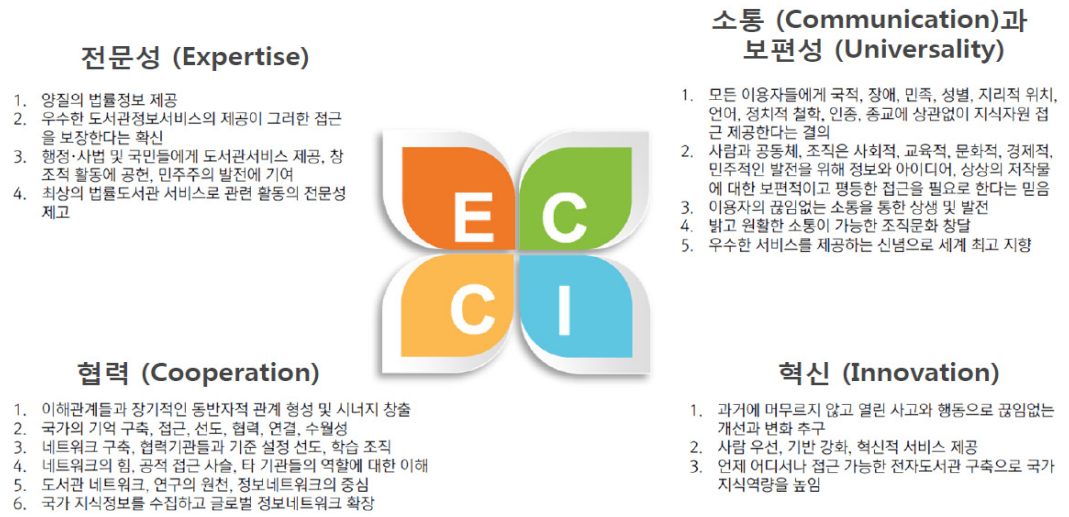 전문성 (Expertise)
1. 양질의 법률정보 제공
2. 우수한 도서관정보서비스의 제공이 그러한 접근
을 보장한다는 확신
3. 행정·사법 및 국민들에게 도서관서비스 제공, 창
조적 활동에 공헌, 민주주의 발전에 기여
4. 최상의 법률도서관 서비스로 관련 활동의 전문성
제고
소통 (Communication)과
보편성 (Universality)
1. 모든 이용자들에게 국적, 장애, 민족, 성별, 지리적 위치,
언어, 정치적 철학, 인종, 종교에 상관없이 지식자원 접
근 제공한다는 결의
2. 사람과 공동체, 조직은 사회적, 교육적, 문화적, 경제적,
민주적인 발전을 위해 정보와 아이디어, 상상의 저작물
에 대한 보편적이고 평등한 접근을 필요로 한다는 믿음
3. 이용자의 끊임없는 소통을 통한 상생 및 발전
4. 밝고 원활한 소통이 가능한 조직문화 창달
5. 우수한 서비스를 제공하는 신념으로 세계 최고 지향
E C
C I
협력 (Cooperation)
1. 이해관계들과 장기적인 동반자적 관계 형성 및 시너지 창출
2. 국가의 기억 구축, 접근, 선도, 협력, 연결, 수월성
3. 네트워크 구축, 협력기관들과 기준 설정 선도, 학습 조직
4. 네트워크의 힘, 공적 접근 사슬, 타 기관들의 역할에 대한 이해
5. 도서관 네트워크, 연구의 원천, 정보네트워크의 중심
6. 국가 지식정보를 수집하고 글로벌 정보네트워크 확장
혁신 (Innovation)
1. 과거에 머무르지 않고 열린 사고와 행동으로 끊임없는
개선과 변화 추구
2. 사람 우선, 기반 강화, 혁신적 서비스 제공
3. 언제 어디서나 접근 가능한 전자도서관 구축으로 국가
지식역량을 높임